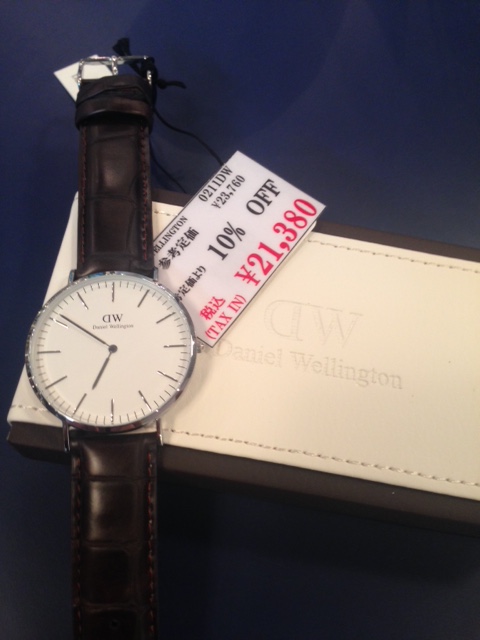 DW
Daniel Wellington
ELLINGTON 0211DW
参考定価 ¥23,760
定価より 10% OFF
税込
(TAX IN) ¥21,380
DW
Daniel Wellington